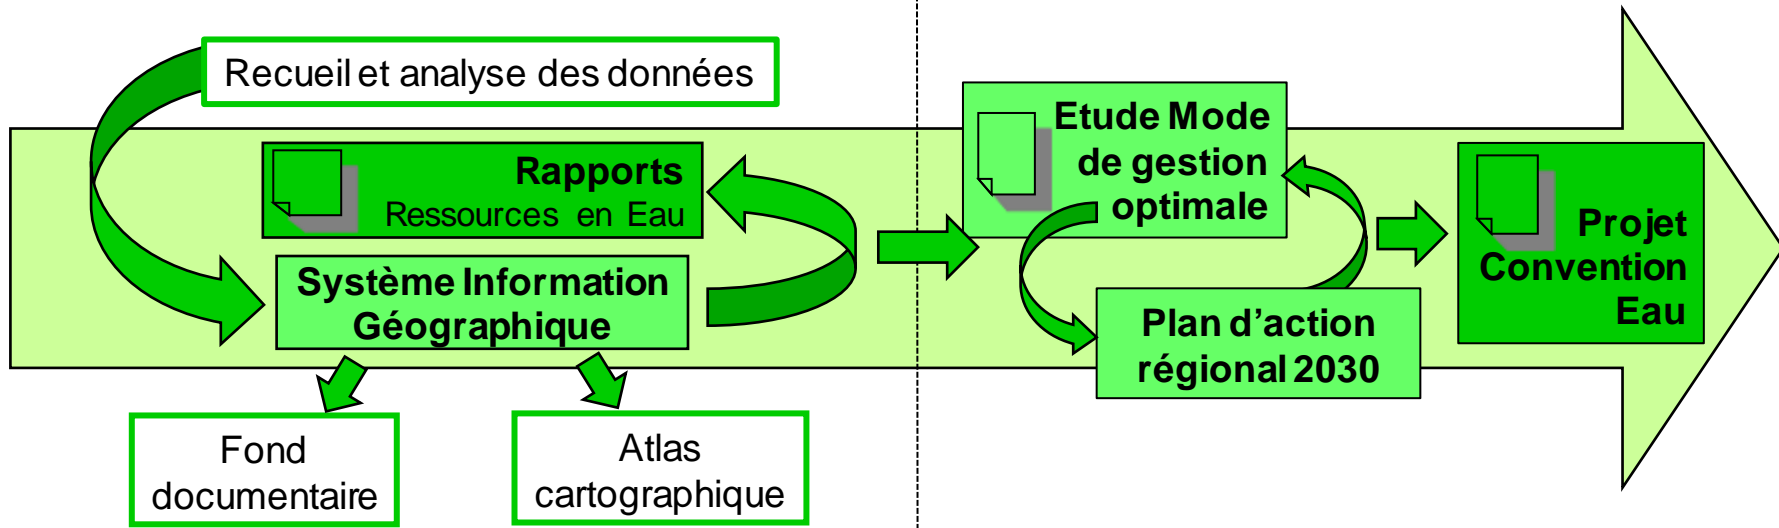 Recueil et analyse des données
Rapports
Ressources en Eau
Système Information
Géographique
Fond
documentaire
Atlas
cartographique
Etude Mode
de gestion
optimale
Plan d’action
régional 2030
Projet
Convention
Eau